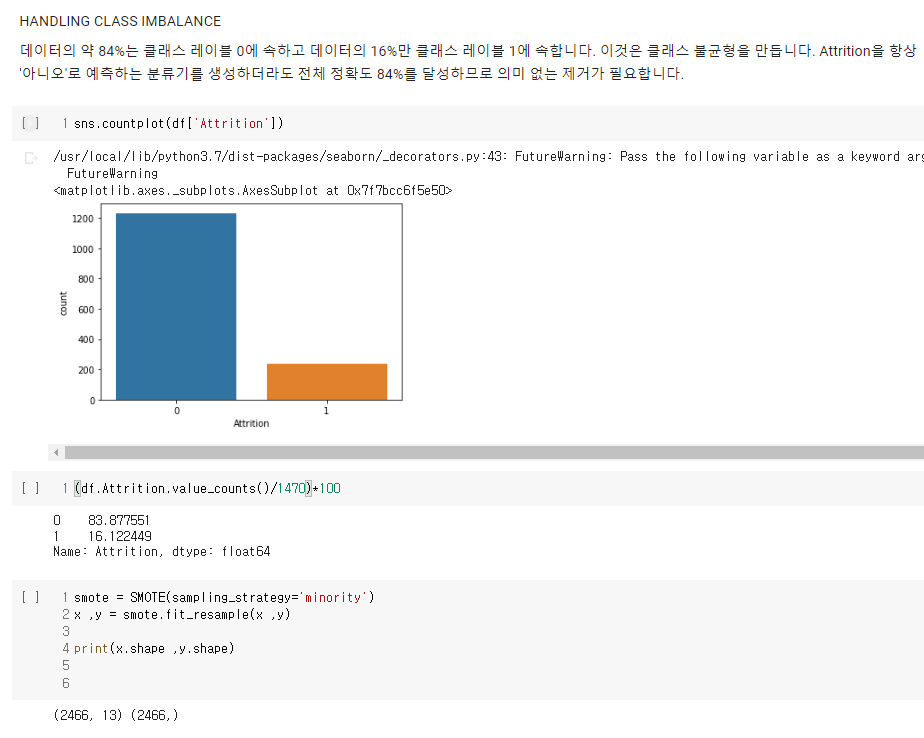 HANDLING CLASS IMBALANCE
데이터의 약 84%는 클래스 레이블 0에 속하고 데이터의 16%만 클래스 레이블 1에 속합니다. 이것은 클래스 불균형을 만듭니다. Attrition을 항상
'아니오'로 예측하는 분류기를 생성하더라도 전체 정확도 84%를 달성하므로 의미 없는 제거가 필요합니다.
[ ] 1 sns.countplot(df['Attrition'])
/usr/local/lib/python3.7/dist-packages/seaborn/_decorators.py:43: FutureWarning: Pass the following variable as a keyword arg
FutureWarning
<matplotlib.axes._subplots.AxesSubplot at 0x7f7bcc6f5e50>
1200
1000
800
600
400
200
0
count
0 1
Attrition
[ ] 1 (df.Attrition.value_counts()/1470)*100
0 83.877551
1 16.122449
Name: Attrition, dtype: float64
[ ] 1 smote = SMOTE(sampling_strategy='minority')
2 x ,y = smote.fit_resample(x ,y)
3
4 print(x.shape ,y.shape)
5
6
(2466, 13) (2466,)